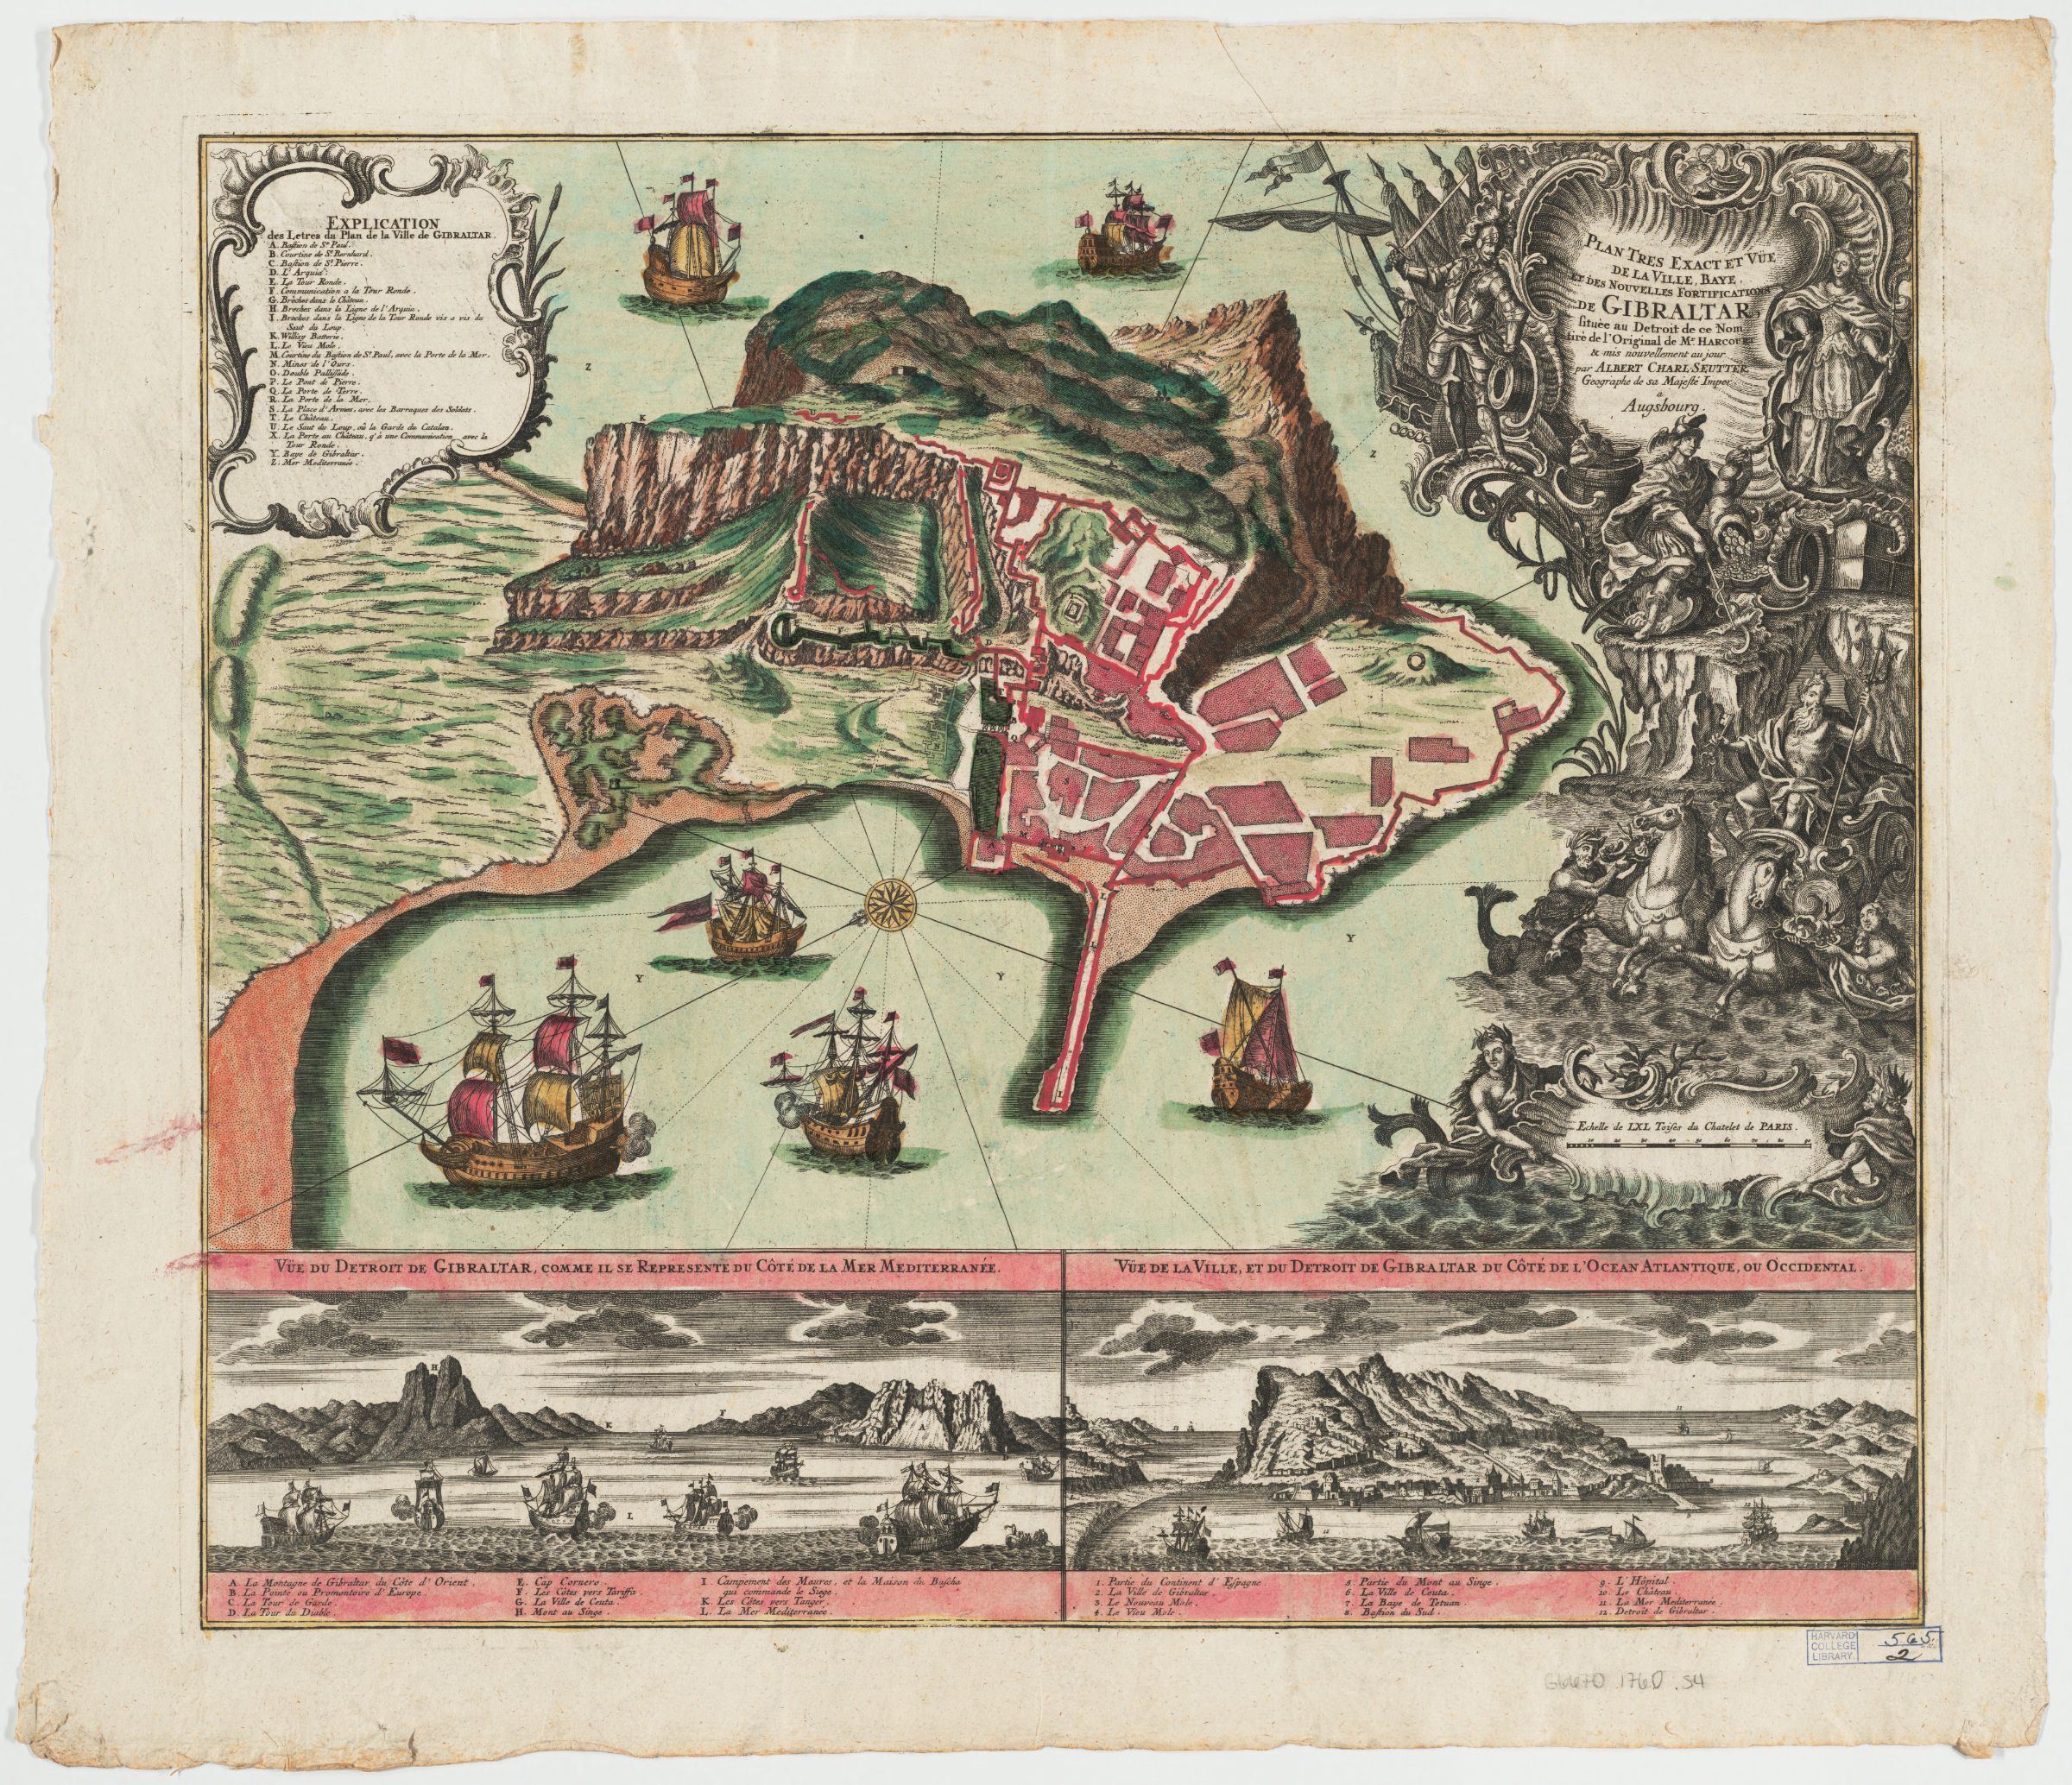 EXPLICATION
des Letres du Plan de la Ville de GIBRALTAR.
A. Bastion de St. Paul.
B. Courtine de St. Bernhard.
C. Bastion de St. Pierre.
D. L'Arquia.
E. La Tour Ronde.
F. Communication a la Tour Ronde.
G. Brèches dans le Château.
H. Breches dans la Ligne de l'Arquia.
I. Breches dans la Ligne de la Tour Ronde vis a vis du
Saut du Loup.
K. Willisy Batterie.
L. Le Vieu Mole.
M. Courtine du Bastion de St. Paul, avec la Porte de la Mer.
N. Mines de l'Ours.
O. Double Pallissade.
P. Le Pont de Pierre.
Q. La Porte de Terre.
R. La Porte de la Mer.
S. La Place d'Armes, avec les Barraques des Soldats.
T. Le Château.
U. Le Saut du Loup, où la Garde du Catalan.
X. La Porte au Château, q'à une Communication avec la
Tour Ronde.
Y. Baye de Gibraltar.
Z. Mer Mediterranée.
PLAN TRES EXACT ET VÜE
DE LA VILLE, BAYE,
ET DES NOUVELLES FORTIFICATIONS
DE GIBRALTAR,
située au Detroit de ce Nom
tiré de l'Original de Mr. HARCOURT
& mis nouvellement au jour
par ALBERT CHARL. SEUTTER
Geographe de sa Majesté Imper.
a
Augsbourg.
Z
Z
K
U
D
N
Q
S
M
A
L
L
L
Y
Y
Y
Echelle de LXL Toises du Chatelet de PARIS.
VÜE DU DETROIT DE GIBRALTAR, COMME IL SE REPRESENTE DU CÔTÉ DE LA MER MEDITERRANÉE.
VÜE DE LA VILLE, ET DU DETROIT DE GIBRALTAR DU CÔTÉ DE L'OCEAN ATLANTIQUE, OU OCCIDENTAL.
H
K
F
L
A. La Montagne de Gibraltar du Côte d'Orient.
B. La Pointe ou Promontoire d'Europe.
C. La Tour de Garde.
D. La Tour du Diable.
E. Cap Cornero.
F. Les Côtes vers Tariffa.
G. La Ville de Ceuta.
H. Mont au Singe.
I. Campement des Maures, et la Maison du Bascha
qui commande le Siege.
K. Les Côtes vers Tanger.
L. La Mer Mediterranee.
1. Partie du Continent d'Espagne
2. La Ville de Gibraltar.
3. Le Nouveau Mole.
4. Le Vieu Mole.
5. Partie du Mont au Singe.
6. La Ville de Ceuta.
7. La Baye de Tetuan.
8. Bastion du Sud.
9. L'Hôpital.
10. Le Château.
11. La Mer Mediterranée.
12. Detroit de Gibraltar.
HARVARD
COLLEGE
LIBRARY
565.
2
G6670 .1760 .S4